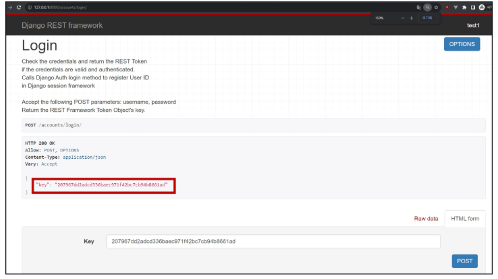 127.0.0.1:8000/accounts/login/
50%
- +
Django REST framework
test1
Login
OPTIONS
Check the credentials and return the REST Token
if the credentials are valid and authenticated.
Calls Django Auth login method to register User ID
in Django session framework
Accept the following POST parameters: username, password
Return the REST Framework Token Object's key.
POST /accounts/login/
HTTP 200 OK
Allow: POST, OPTIONS
Content-Type: application/json
Vary: Accept
{
"key":
}
Raw data
HTML form
Key
207987dd2adcd336baec971f42bc7cb94b8661ad
POST